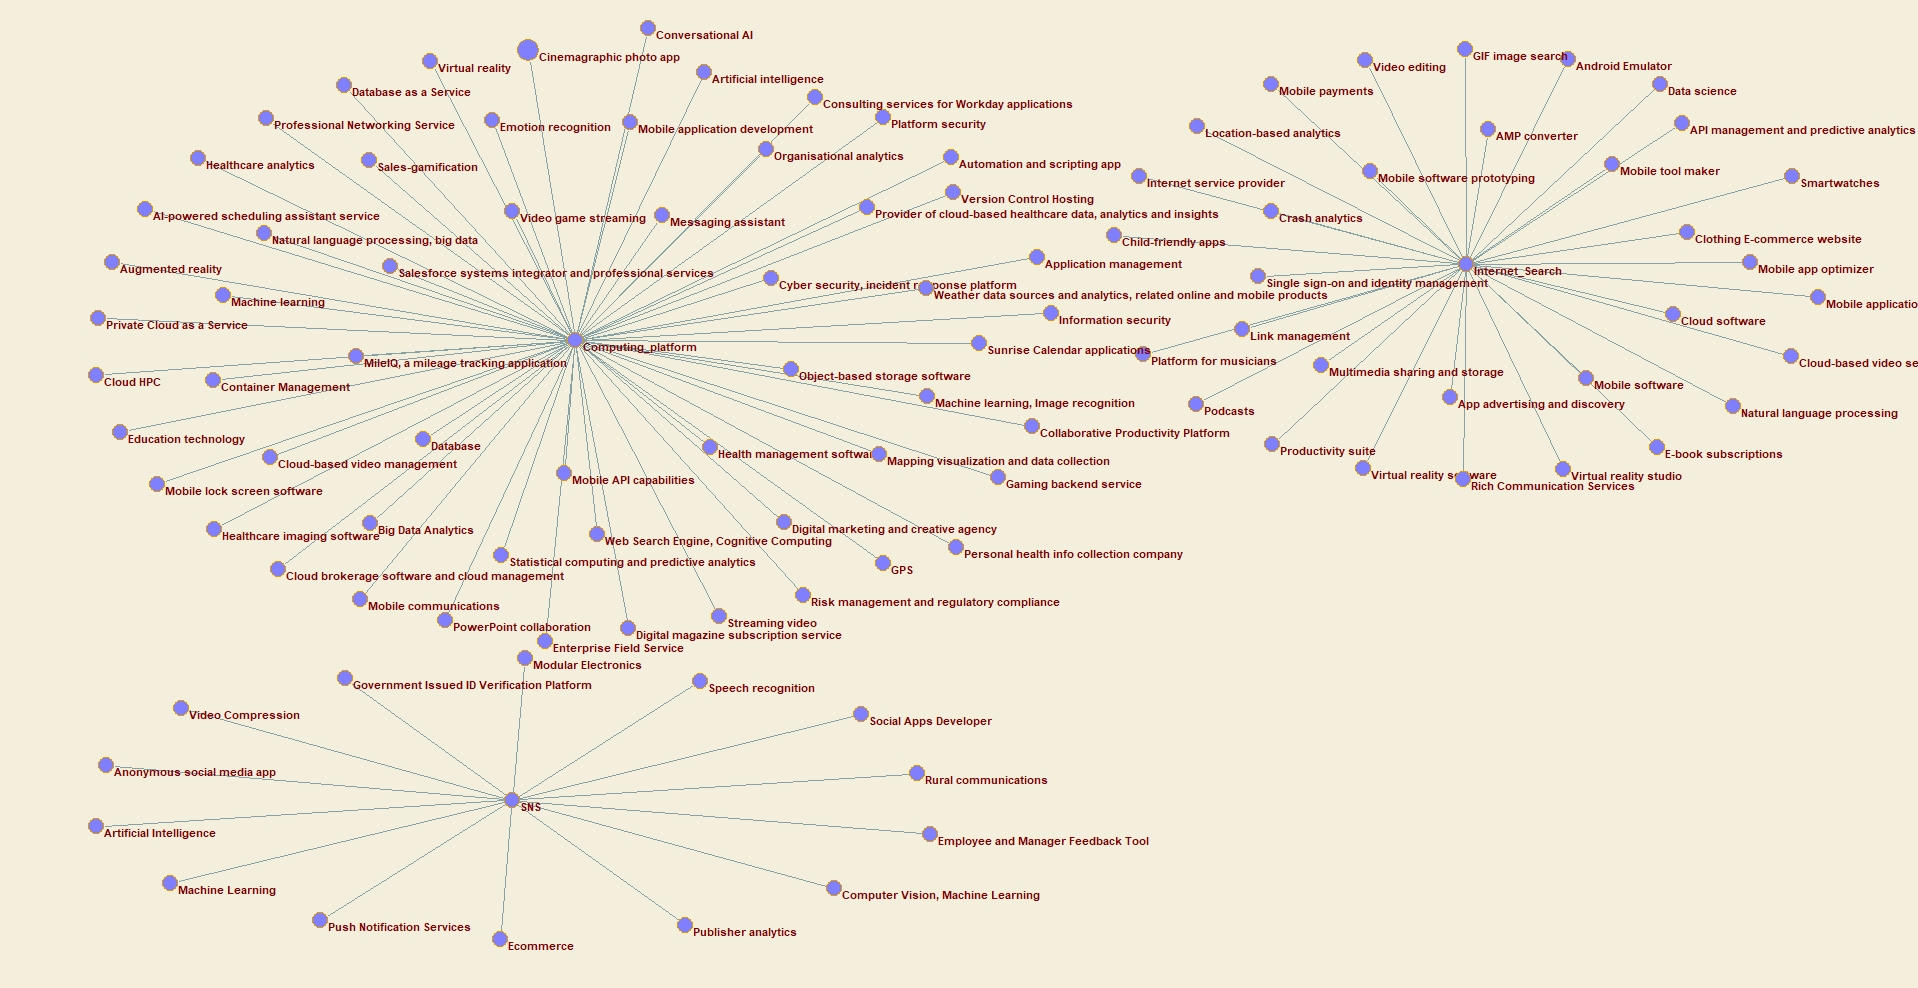 Conversational AI
Cinemagraphic photo app
Virtual reality
Artificial intelligence
Database as a Service
Consulting services for Workday applications
Professional Networking Service
Emotion recognition
Mobile application development
Platform security
Healthcare analytics
Sales-gamification
Organisational analytics
Automation and scripting app
Version Control Hosting
AI-powered scheduling assistant service
Video game streaming
Messaging assistant
Provider of cloud-based healthcare data, analytics and insights
Natural language processing, big data
Augmented reality
Salesforce systems integrator and professional services
Application management
Cyber security, incident response platform
Weather data sources and analytics, related online and mobile products
Machine learning
Private Cloud as a Service
Information security
Computing_platform
Sunrise Calendar applications
MileIQ, a mileage tracking application
Object-based storage software
Cloud HPC
Container Management
Machine learning, Image recognition
Education technology
Collaborative Productivity Platform
Database
Health management softwa
Cloud-based video management
Mapping visualization and data collection
Mobile API capabilities
Gaming backend service
Mobile lock screen software
Healthcare imaging software
Big Data Analytics
Digital marketing and creative agency
Web Search Engine, Cognitive Computing
Personal health info collection company
Statistical computing and predictive analytics
GPS
Cloud brokerage software and cloud management
Mobile communications
Risk management and regulatory compliance
PowerPoint collaboration
Streaming video
Digital magazine subscription service
Enterprise Field Service
GIF image search
Video editing
Android Emulator
Mobile payments
Data science
Location-based analytics
AMP converter
API management and predictive analytics
Internet service provider
Mobile software prototyping
Mobile tool maker
Smartwatches
Crash analytics
Child-friendly apps
Clothing E-commerce website
Internet_Search
Mobile app optimizer
Single sign-on and identity management
Mobile applicatio
Cloud software
Link management
Platform for musicians
Cloud-based video se
Multimedia sharing and storage
Mobile software
Podcasts
App advertising and discovery
Natural language processing
Productivity suite
E-book subscriptions
Virtual reality software
Virtual reality studio
Rich Communication Services
Modular Electronics
Government Issued ID Verification Platform
Speech recognition
Video Compression
Social Apps Developer
Anonymous social media app
Rural communications
SNS
Artificial Intelligence
Employee and Manager Feedback Tool
Machine Learning
Computer Vision, Machine Learning
Push Notification Services
Publisher analytics
Ecommerce